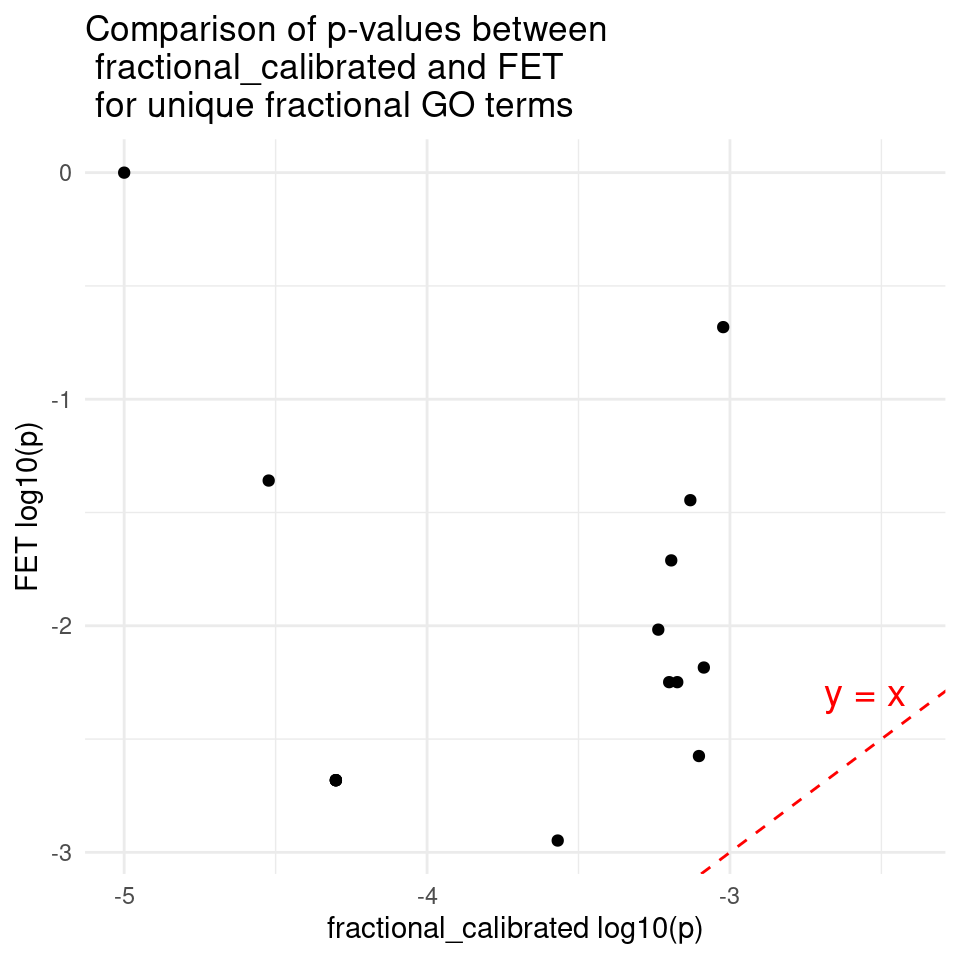 Comparison of p-values between
fractional_calibrated and FET
for unique fractional GO terms
0
-1
-2
-3
FET log10(p)
y = x
-5
-4
-3
fractional_calibrated log10(p)